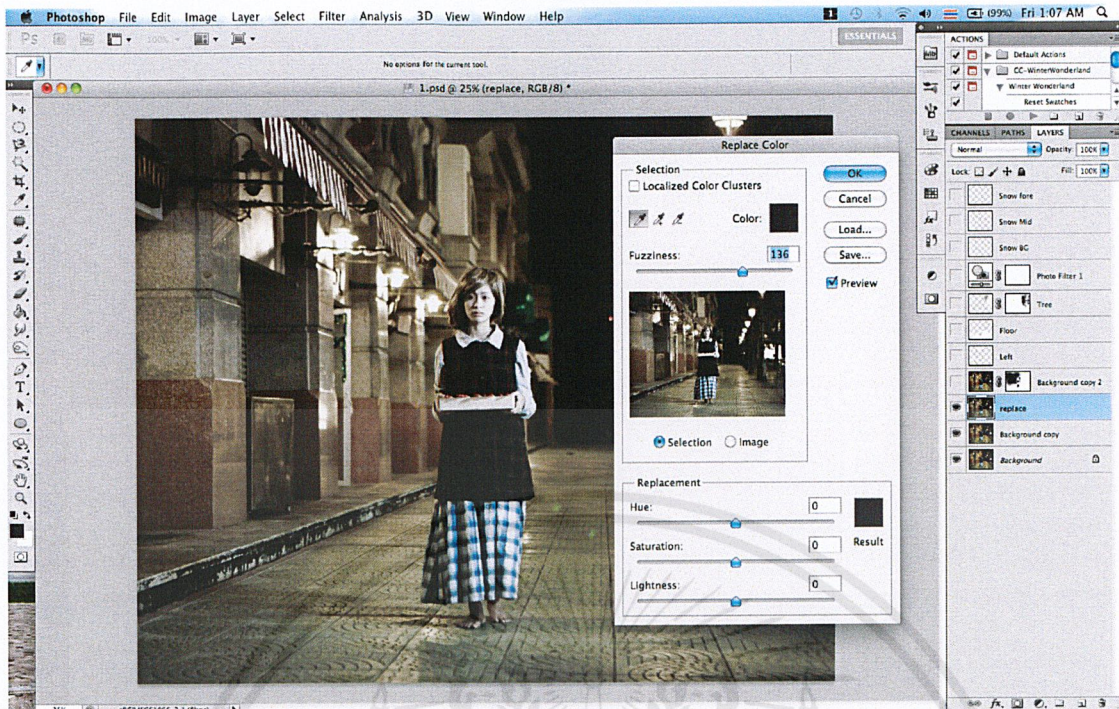 Photoshop File Edit Image Layer Select Filter Analysis 3D View Window Help
1 (99%) Fri 1:07 AM
Ps 100% ESSENTIALS
No options for the current tool.
1.psd @ 25% (replace, RGB/8) *
ACTIONS
Default Actions
CC-WinterWonderland
Winter Wonderland
Reset Swatches
CHANNELS PATHS LAYERS
Normal Opacity: 100%
Lock: Fill: 100%
Snow fore
Snow Mid
Snow BG
Photo Filter 1
Tree
Floor
Left
Background copy 2
replace
Background copy
Background
Replace Color
Selection
Localized Color Clusters
Color:
Fuzziness: 136
Selection Image
OK
Cancel
Load...
Save...
Preview
Replacement
Hue: 0
Saturation: 0
Lightness: 0
Result